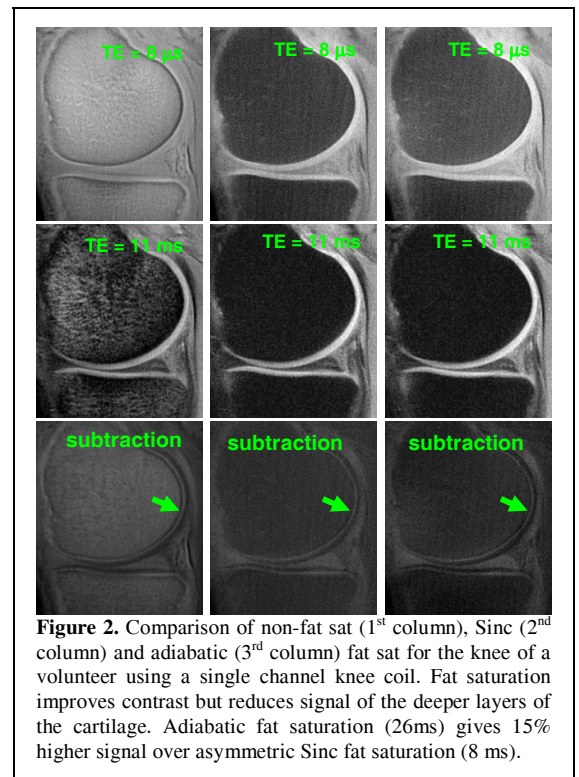 TE = 8 µs TE = 8 µs TE = 8 µs
TE = 11 ms TE = 11 ms TE = 11 ms
subtraction subtraction subtraction
Figure 2. Comparison of non-fat sat (1st column), Sinc (2nd
column) and adiabatic (3rd column) fat sat for the knee of a
volunteer using a single channel knee coil. Fat saturation
improves contrast but reduces signal of the deeper layers of
the cartilage. Adiabatic fat saturation (26ms) gives 15%
higher signal over asymmetric Sinc fat saturation (8 ms).